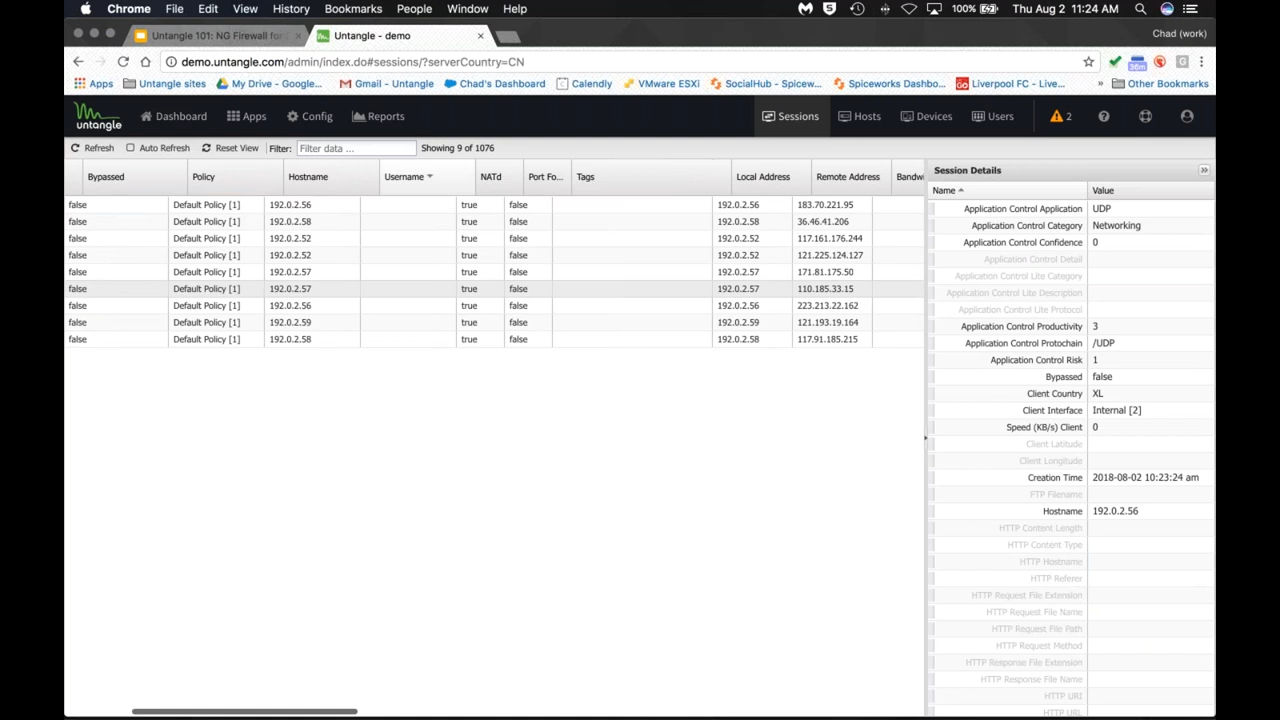 Chrome File Edit View History Bookmarks People Window Help 100% Thu Aug 2 11:24 AM
Untangle 101: NG Firewall for
Untangle - demo
Chad (work)
demo.untangle.com/admin/index.do#sessions/?serverCountry=CN
36m
Apps Untangle sites My Drive - Google... Gmail - Untangle Chad's Dashboard Calendly VMware ESXi SocialHub - Spicew... Spiceworks Dashbo... Liverpool FC - Live... » Other Bookmarks
untangle Dashboard Apps Config Reports Sessions Hosts Devices Users 2
Refresh Auto Refresh Reset View Filter: Filter data ... Showing 9 of 1076
Bypassed Policy Hostname Username NATd Port Fo... Tags Local Address Remote Address Bandw
false Default Policy [1] 192.0.2.56 true false 192.0.2.56 183.70.221.95
false Default Policy [1] 192.0.2.58 true false 192.0.2.58 36.46.41.206
false Default Policy [1] 192.0.2.52 true false 192.0.2.52 117.161.176.244
false Default Policy [1] 192.0.2.52 true false 192.0.2.52 121.225.124.127
false Default Policy [1] 192.0.2.57 true false 192.0.2.57 171.81.175.50
false Default Policy [1] 192.0.2.57 true false 192.0.2.57 110.185.33.15
false Default Policy [1] 192.0.2.56 true false 192.0.2.56 223.213.22.162
false Default Policy [1] 192.0.2.59 true false 192.0.2.59 121.193.19.164
false Default Policy [1] 192.0.2.58 true false 192.0.2.58 117.91.185.215
Session Details
Name Value
Application Control Application UDP
Application Control Category Networking
Application Control Confidence 0
Application Control Detail
Application Control Lite Category
Application Control Lite Description
Application Control Lite Protocol
Application Control Productivity 3
Application Control Protochain /UDP
Application Control Risk 1
Bypassed false
Client Country XL
Client Interface Internal [2]
Speed (KB/s) Client 0
Client Latitude
Client Longitude
Creation Time 2018-08-02 10:23:24 am
FTP Filename
Hostname 192.0.2.56
HTTP Content Length
HTTP Content Type
HTTP Hostname
HTTP Referer
HTTP Request File Extension
HTTP Request File Name
HTTP Request File Path
HTTP Request Method
HTTP Response File Extension
HTTP Response File Name
HTTP URI
HTTP URL